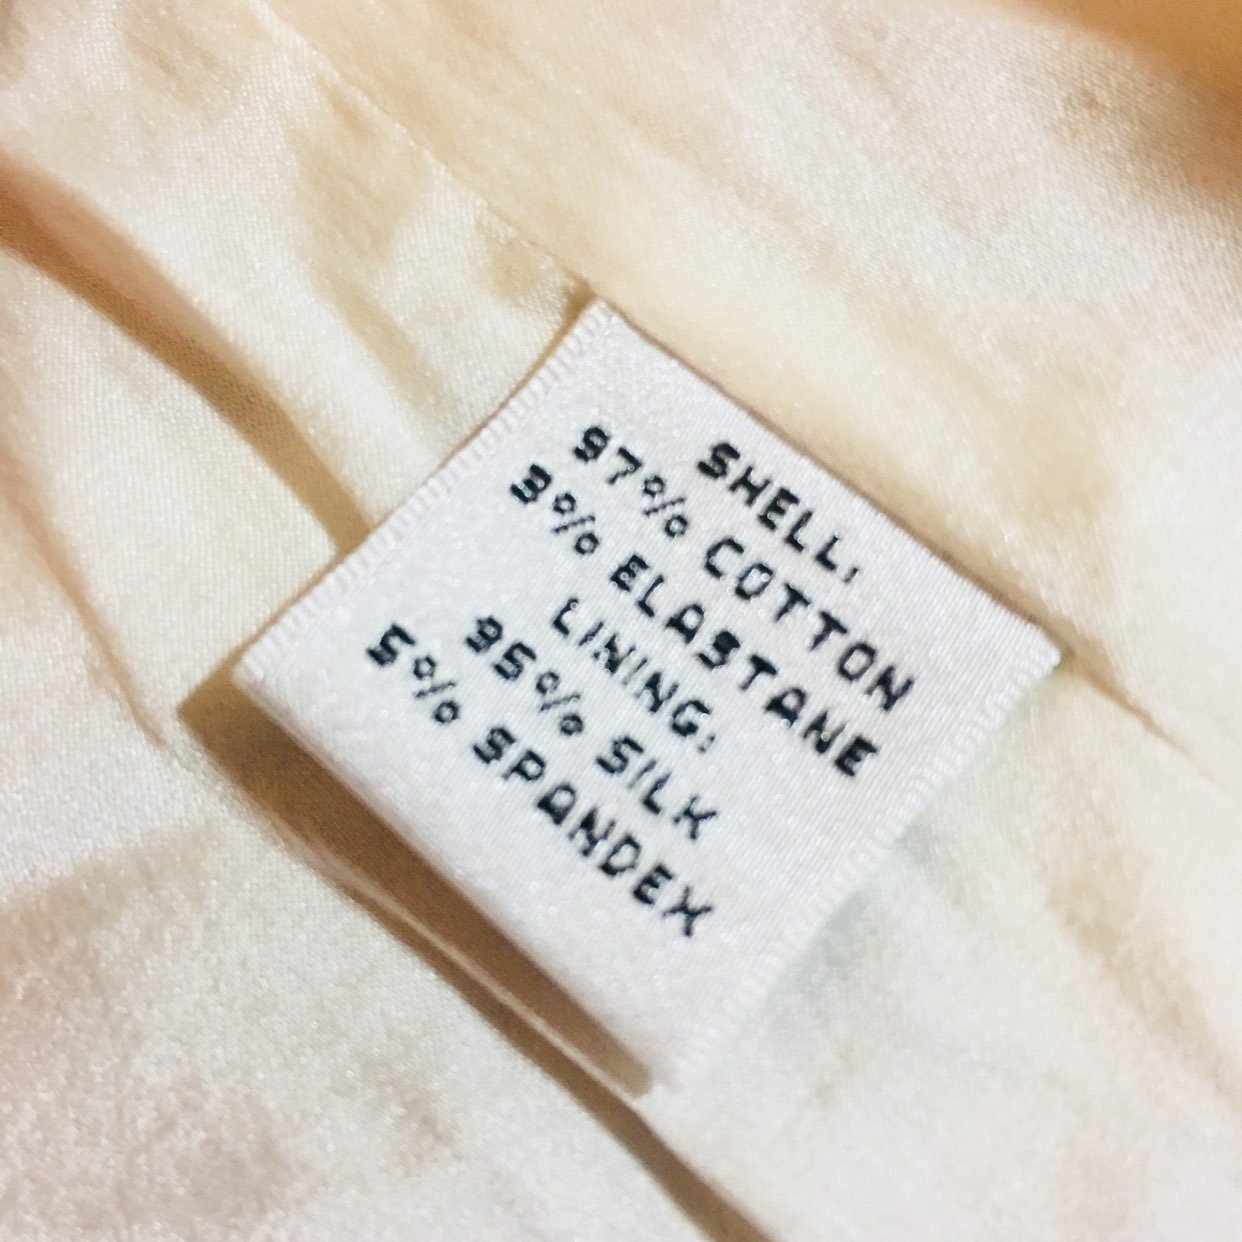 SHELL:
97% COTTON
3% ELASTANE
LINING:
95% SILK
5% SPANDEX